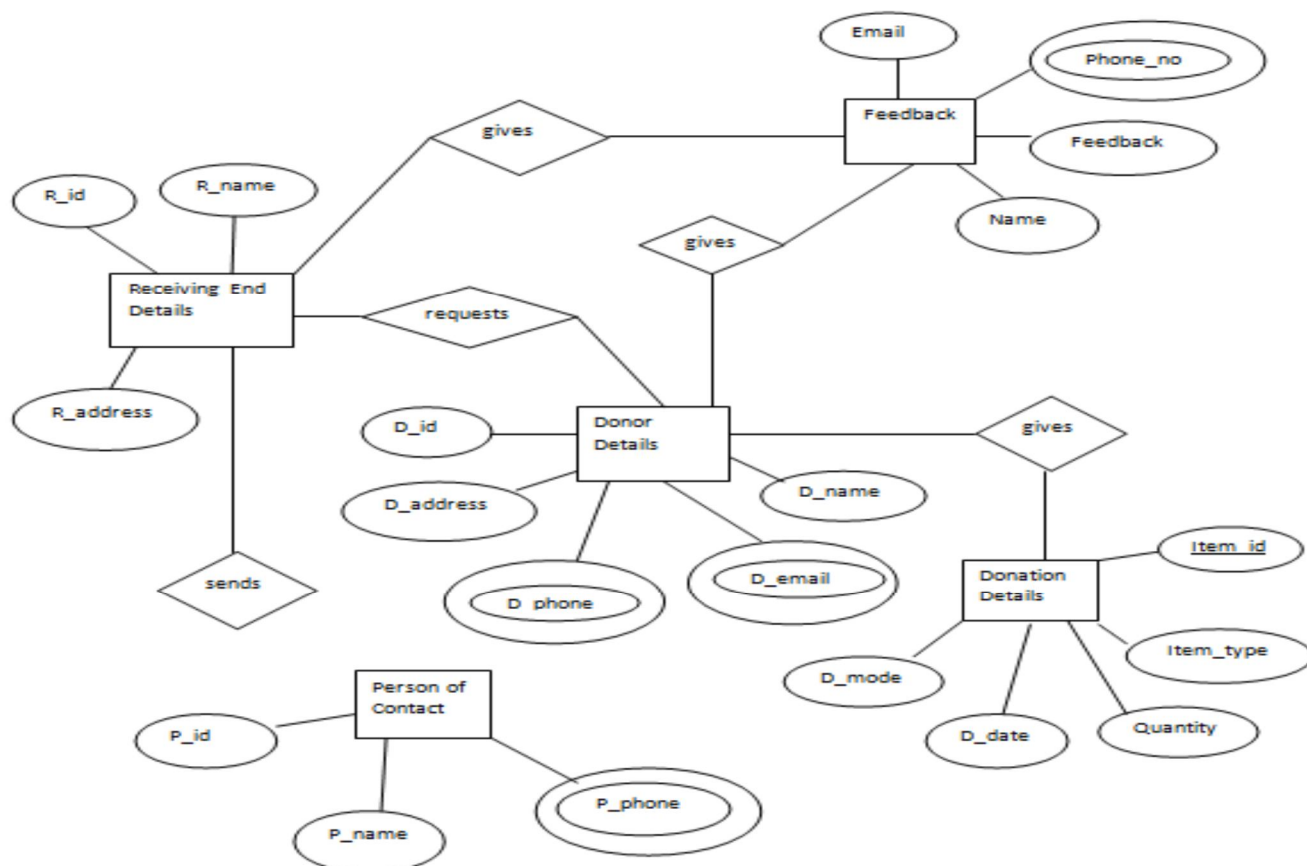 Email
Phone_no
Feedback
gives
Feedback
R_name
R_id
Name
gives
Receiving End
Details
requests
R_address
D_id
Donor
Details
gives
D_name
D_address
Item_id
D_email
sends
D_phone
Donation
Details
Item_type
D_mode
Person of
Contact
Quantity
D_date
P_id
P_phone
P_name